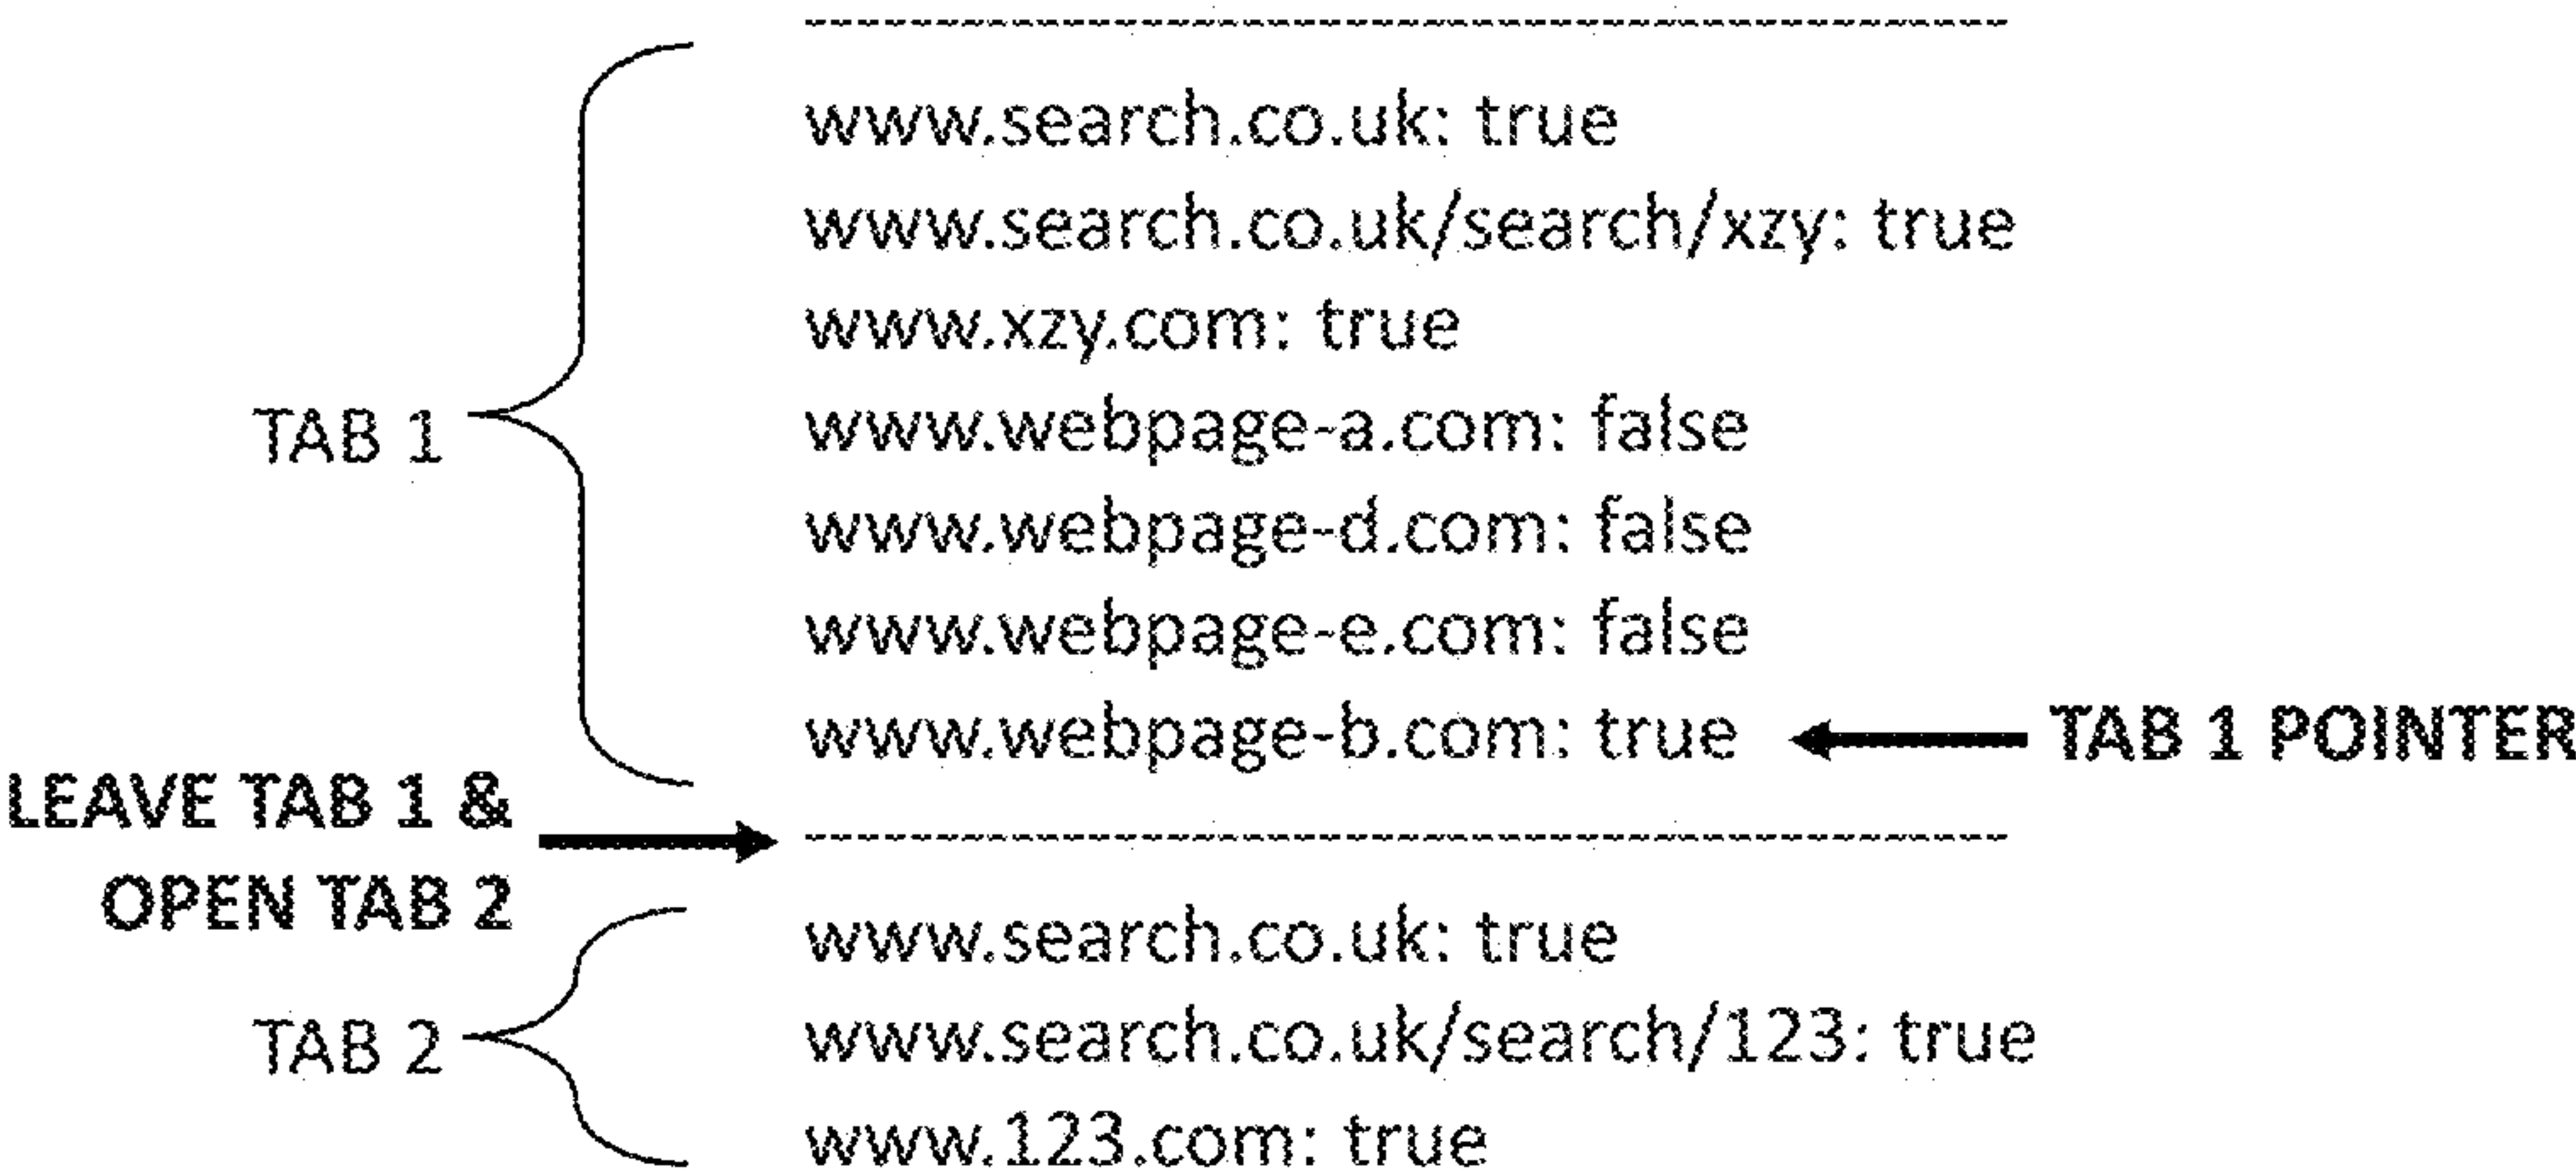 --------------------------------------------------
www.search.co.uk: true
www.search.co.uk/search/xzy: true
www.xzy.com: true
TAB 1
www.webpage-a.com: false
www.webpage-d.com: false
www.webpage-e.com: false
www.webpage-b.com: true
TAB 1 POINTER
LEAVE TAB 1 &
OPEN TAB 2
--------------------------------------------------
www.search.co.uk: true
TAB 2
www.search.co.uk/search/123: true
www.123.com: true